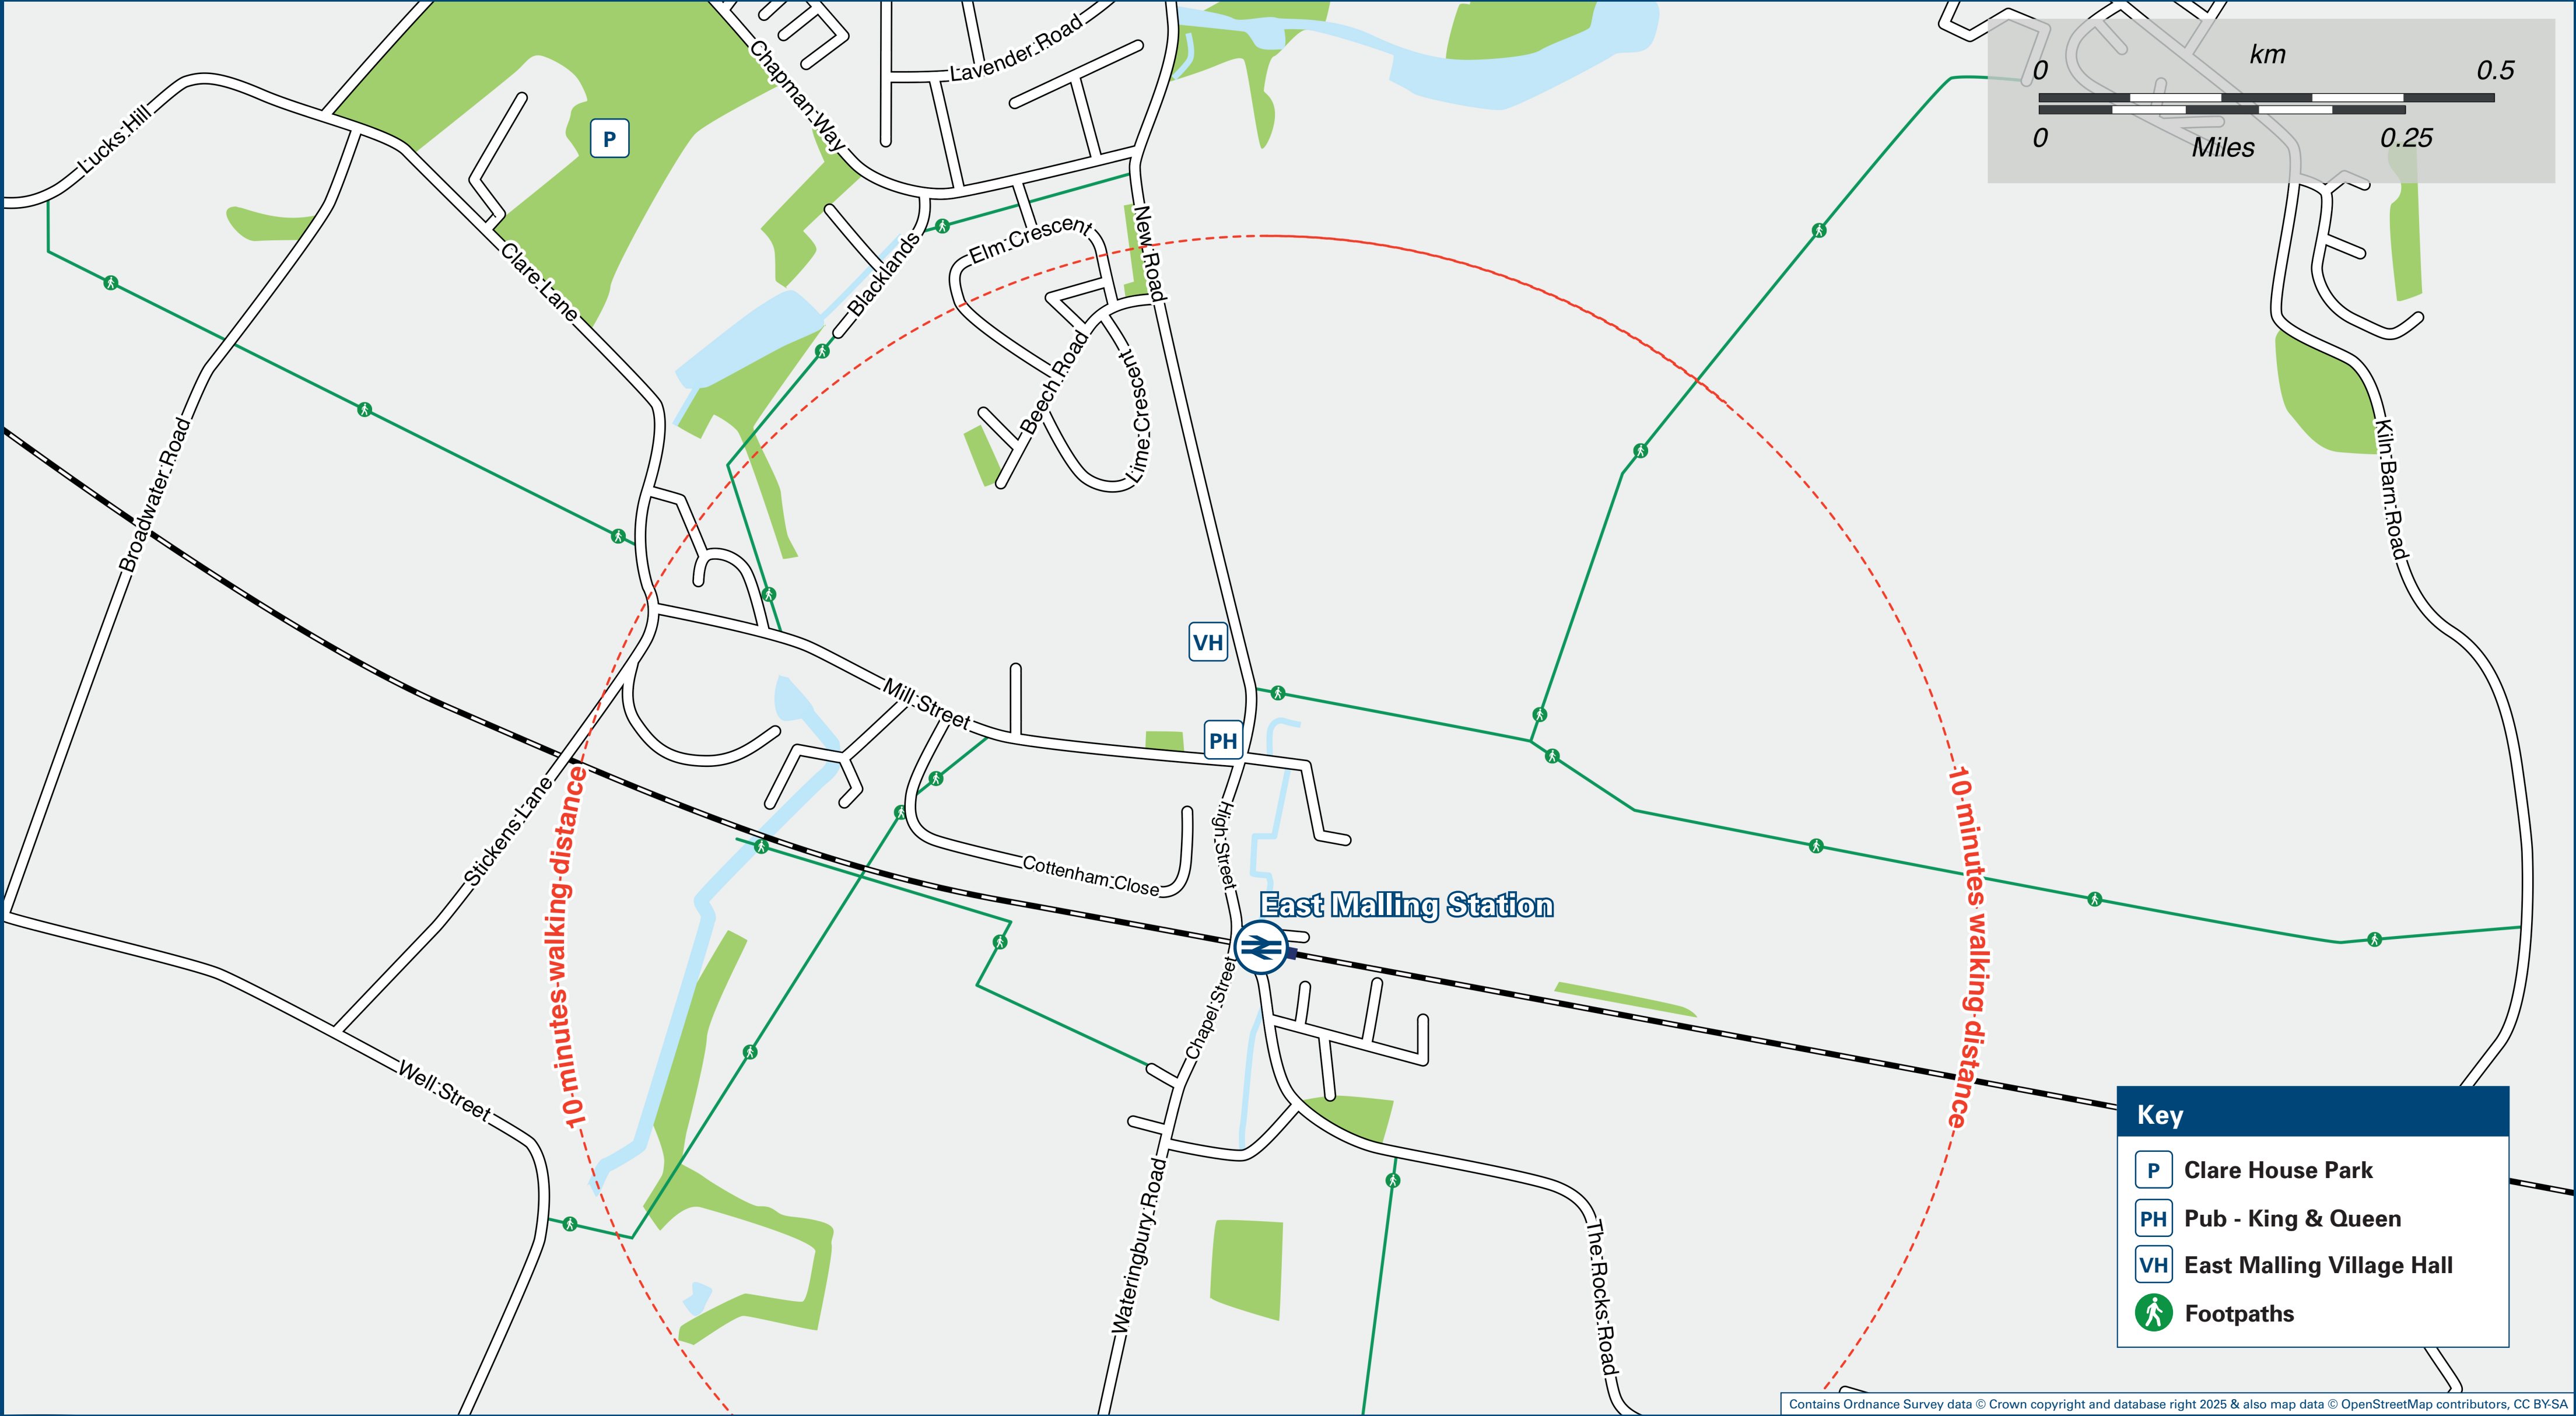 Lucks Hill
Chapman Way
Lavender Road
km
0
0.5
0
Miles
0.25
P
Clare Lane
Blacklands
Elm Crescent
New Road
Beech Road
Lime Crescent
Broadwater Road
Kiln Barn Road
VH
Mill Street
PH
High Street
Stickens Lane
Cottenham Close
East Malling Station
10 minutes walking distance
10 minutes walking distance
Chapel Street
Well Street
Wateringbury Road
The Rocks Road
Key
P Clare House Park
PH Pub - King & Queen
VH East Malling Village Hall
Footpaths
Contains Ordnance Survey data © Crown copyright and database right 2025 & also map data © OpenStreetMap contributors, CC BY-SA